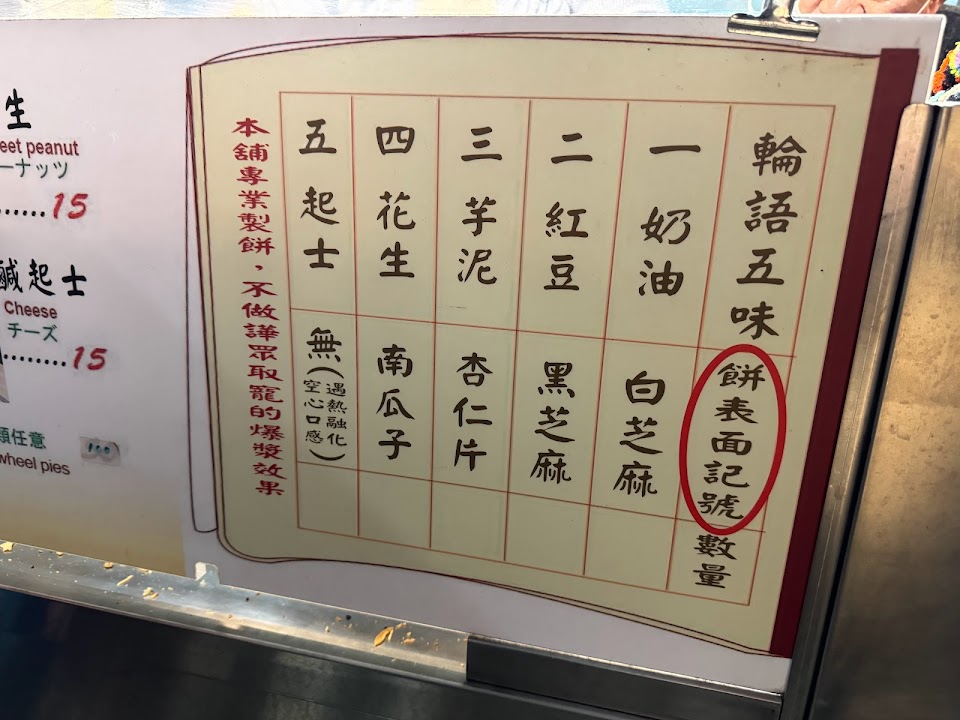 生
eet peanut
ーナッツ
......15
鹹起士
Cheese
チーズ
........15
任意
wheel pies
100
輪語五味
餅表面記號
數量
一 奶油
白芝麻
二 紅豆
黑芝麻
三 芋泥
杏仁片
四 花生
南瓜子
五 起士
無(遇熱融化
空心口感)
本舖專業製餅，不做譁眾取寵的爆漿效果